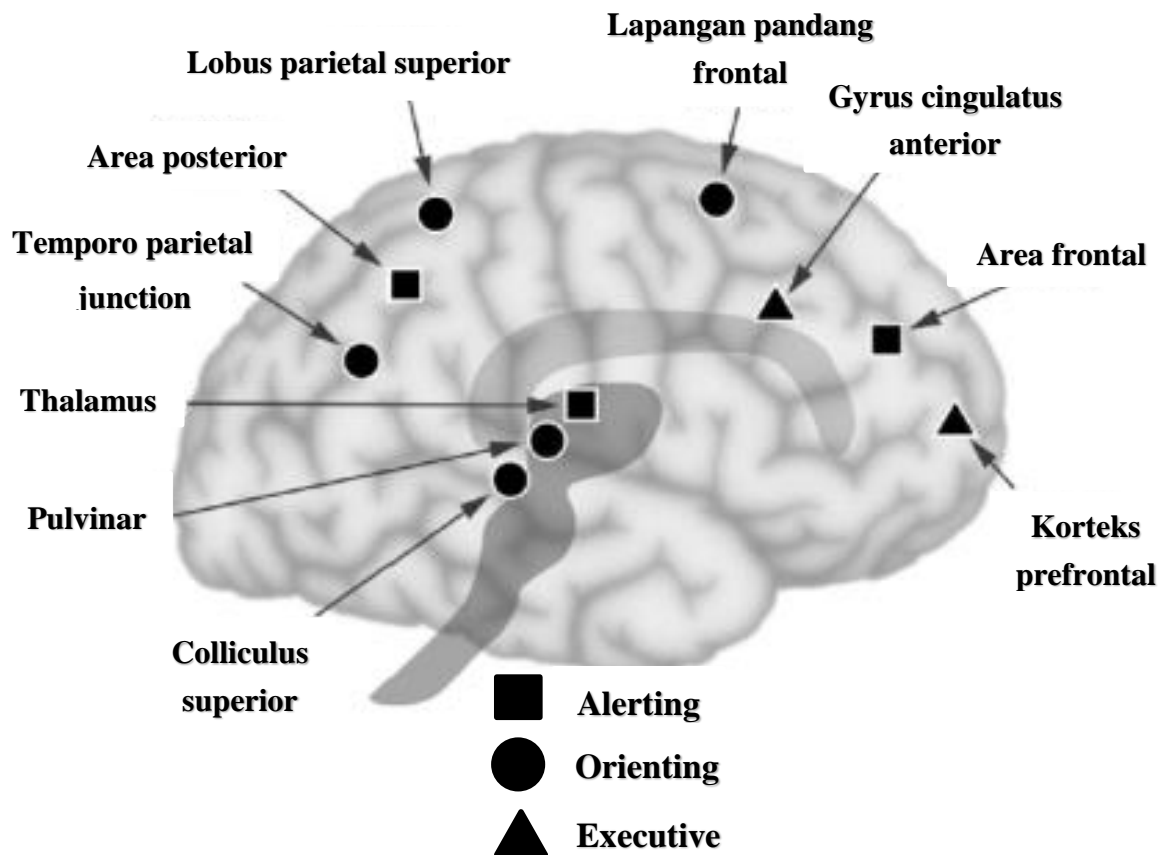 Lapangan pandang
frontal
Lobus parietal superior
Gyrus cingulatus
anterior
Area posterior
Temporo parietal
junction
Area frontal
Thalamus
Pulvinar
Korteks
prefrontal
Colliculus
superior
Alerting
Orienting
Executive